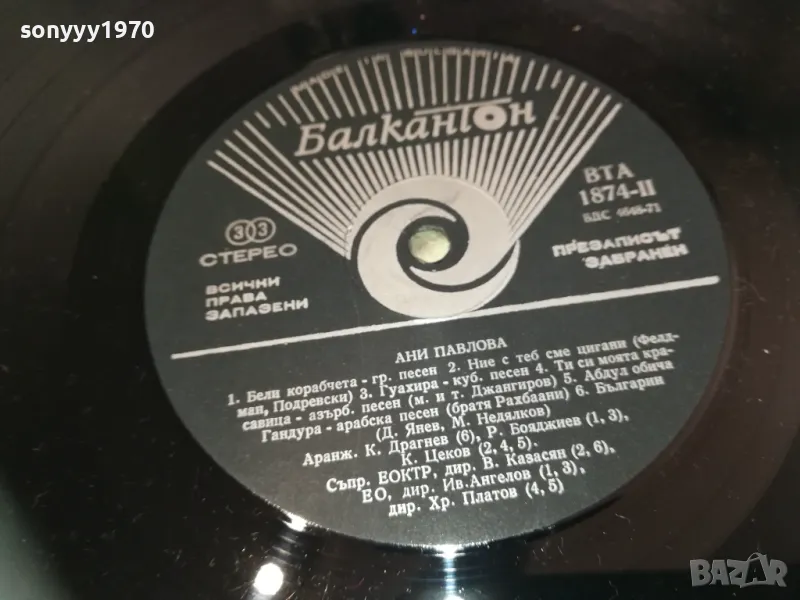 sonyyy1970
Балкантон
ВТА
1874-II
БДС 4648-71
33
СТЕРЕО
ПРЕЗАПИСЪТ
ЗАБРАНЕН
ВСИЧНИ
ПРАВА
ЗАПАЗЕНИ
АНИ ПАВЛОВА
1. Бели корабчета - гр. песен 2. Ние с теб сме цигани (Фелд-
ман, Подревски) 3. Гуахира - куб. песен 4. Ти си моята кра-
савица - азърб. песен (м. и т. Джангиров) 5. Абдул обича
Гандура - арабска песен (братя Рахбаани) 6. Българии
(Д. Янев, М. Недялков)
Аранж. К. Драгнев (6), Р. Бояджиев (1, 3),
К. Цеков (2, 4, 5).
Съпр. ЕОКТР, дир. В. Казасян (2, 6),
ЕО, дир. Ив.Ангелов (1, 3),
дир. Хр. Платов (4, 5)
BAZAR